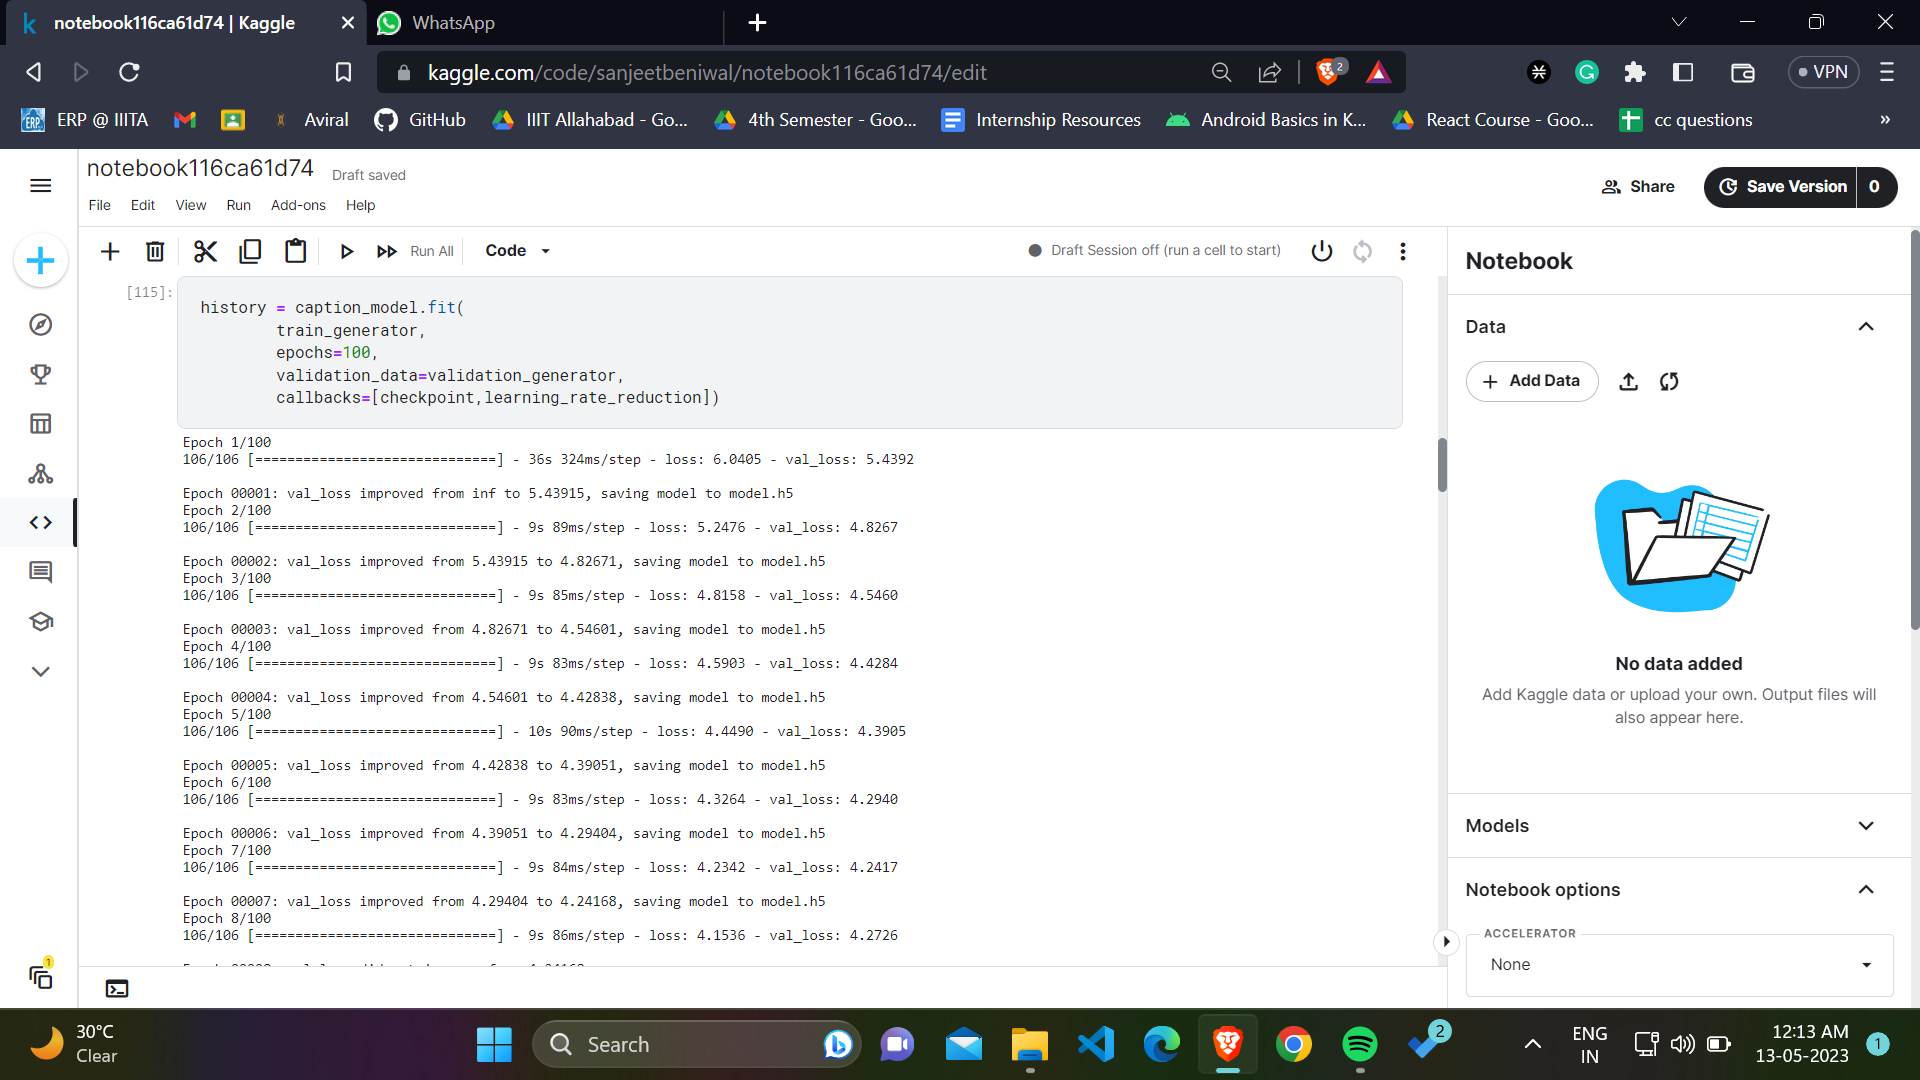 notebook116ca61d74 | Kaggle
WhatsApp
kaggle.com/code/sanjeetbeniwal/notebook116ca61d74/edit
2
VPN
ERP @ IIITA
Aviral
GitHub
IIIT Allahabad - Go...
4th Semester - Goo...
Internship Resources
Android Basics in K...
React Course - Goo...
cc questions
»
notebook116ca61d74
Draft saved
File Edit View Run Add-ons Help
Share
Save Version
0
Run All
Code
Draft Session off (run a cell to start)
[115]:
history = caption_model.fit(
train_generator,
epochs=100,
validation_data=validation_generator,
callbacks=[checkpoint,learning_rate_reduction])
Epoch 1/100
106/106 [==============================] - 36s 324ms/step - loss: 6.0405 - val_loss: 5.4392
Epoch 00001: val_loss improved from inf to 5.43915, saving model to model.h5
Epoch 2/100
106/106 [==============================] - 9s 89ms/step - loss: 5.2476 - val_loss: 4.8267
Epoch 00002: val_loss improved from 5.43915 to 4.82671, saving model to model.h5
Epoch 3/100
106/106 [==============================] - 9s 85ms/step - loss: 4.8158 - val_loss: 4.5460
Epoch 00003: val_loss improved from 4.82671 to 4.54601, saving model to model.h5
Epoch 4/100
106/106 [==============================] - 9s 83ms/step - loss: 4.5903 - val_loss: 4.4284
Epoch 00004: val_loss improved from 4.54601 to 4.42838, saving model to model.h5
Epoch 5/100
106/106 [==============================] - 10s 90ms/step - loss: 4.4490 - val_loss: 4.3905
Epoch 00005: val_loss improved from 4.42838 to 4.39051, saving model to model.h5
Epoch 6/100
106/106 [==============================] - 9s 83ms/step - loss: 4.3264 - val_loss: 4.2940
Epoch 00006: val_loss improved from 4.39051 to 4.29404, saving model to model.h5
Epoch 7/100
106/106 [==============================] - 9s 84ms/step - loss: 4.2342 - val_loss: 4.2417
Epoch 00007: val_loss improved from 4.29404 to 4.24168, saving model to model.h5
Epoch 8/100
106/106 [==============================] - 9s 86ms/step - loss: 4.1536 - val_loss: 4.2726
Notebook
Data
Add Data
No data added
Add Kaggle data or upload your own. Output files will
also appear here.
Models
Notebook options
ACCELERATOR
None
1
30°C
Clear
Search
2
ENG
IN
12:13 AM
13-05-2023
1